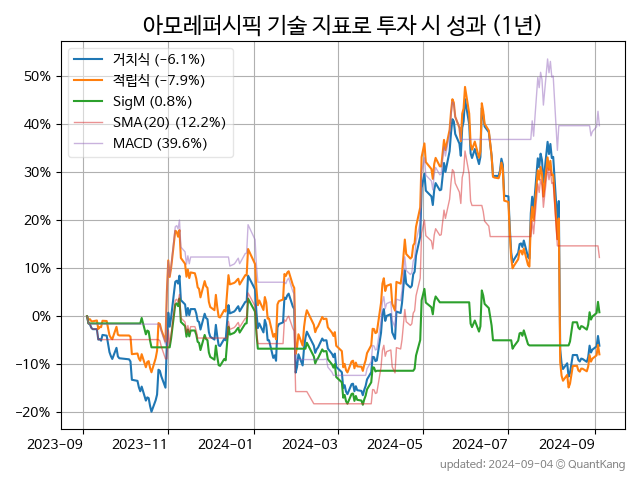 아모레퍼시픽 기술 지표로 투자 시 성과 (1년)
거치식 (−6.1%)
적립식 (−7.9%)
SigM (0.8%)
SMA(20) (12.2%)
MACD (39.6%)
50%
40%
30%
20%
10%
0%
−10%
−20%
2023-09 2023-11 2024-01 2024-03 2024-05 2024-07 2024-09
updated: 2024-09-04 © QuantKang